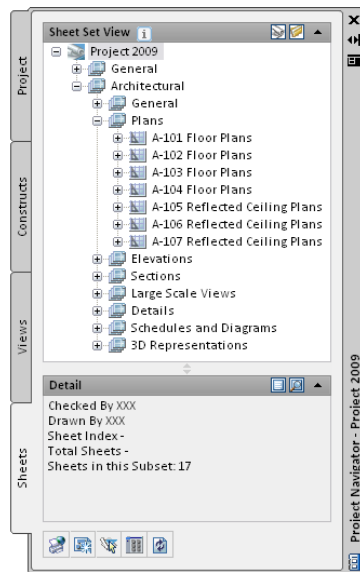 Sheet Set View
Project 2009
General
Architectural
General
Plans
A-101 Floor Plans
A-102 Floor Plans
A-103 Floor Plans
A-104 Floor Plans
A-105 Reflected Ceiling Plans
A-106 Reflected Ceiling Plans
A-107 Reflected Ceiling Plans
Elevations
Sections
Large Scale Views
Details
Schedules and Diagrams
3D Representations
Detail
Checked By XXX
Drawn By XXX
Sheet Index -
Total Sheets -
Sheets in this Subset: 17
Project
Constructs
Views
Sheets
Project Navigator - Project 2009